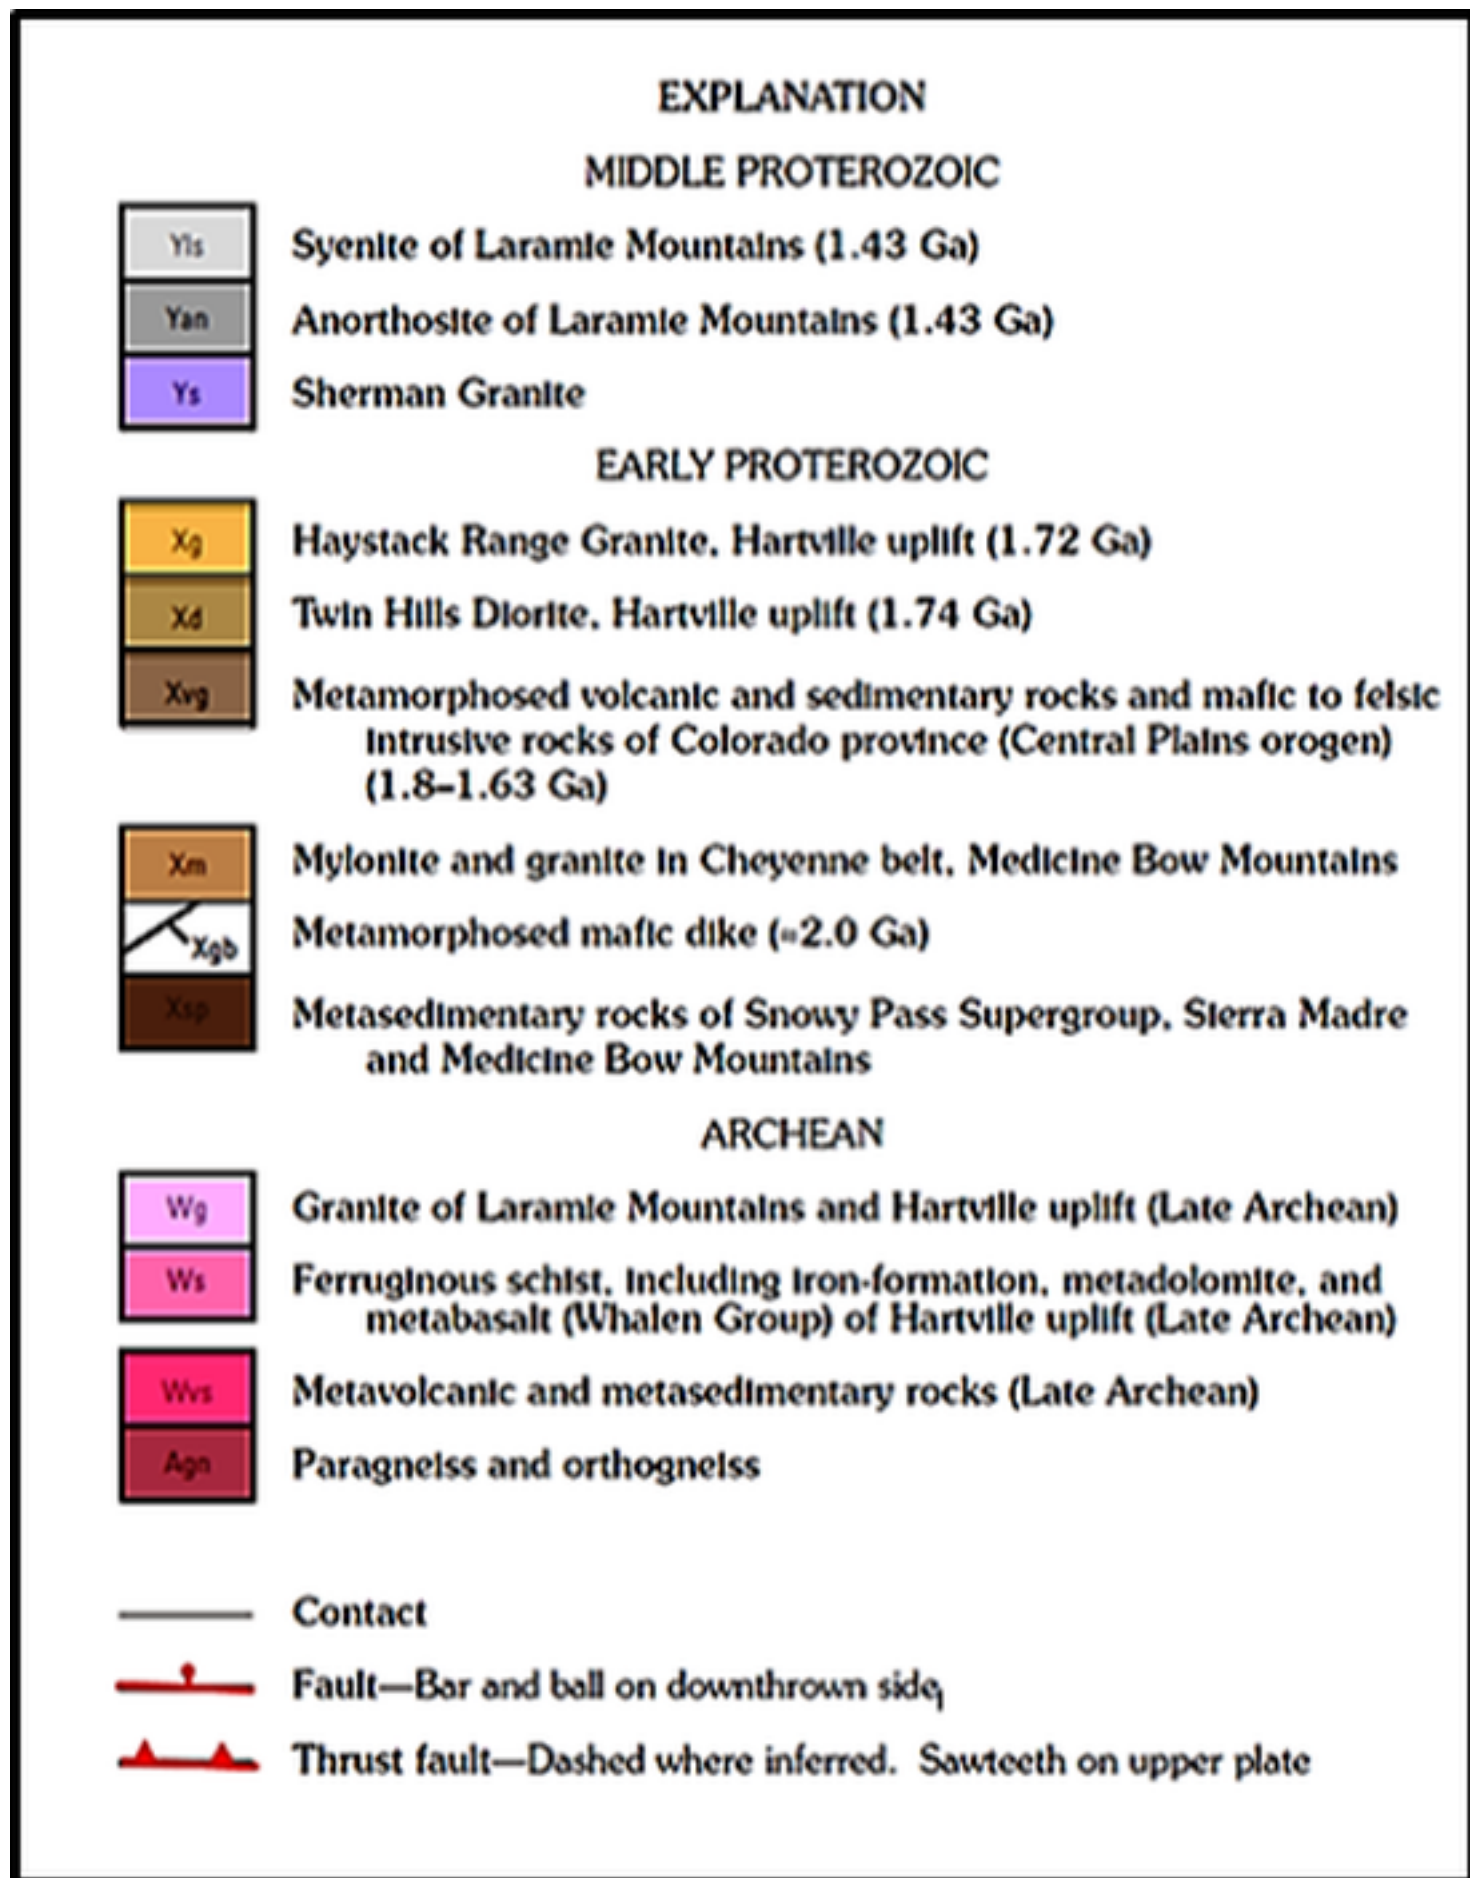 EXPLANATION
MIDDLE PROTEROZOIC
Yls Syenite of Laramie Mountains (1.43 Ga)
Yan Anorthosite of Laramie Mountains (1.43 Ga)
Ys Sherman Granite
EARLY PROTEROZOIC
Xg Haystack Range Granite, Hartville uplift (1.72 Ga)
Xd Twin Hills Diorite, Hartville uplift (1.74 Ga)
Xvg Metamorphosed volcanic and sedimentary rocks and mafic to felsic
intrusive rocks of Colorado province (Central Plains orogen)
(1.8–1.63 Ga)
Xm Mylonite and granite in Cheyenne belt, Medicine Bow Mountains
Xgb Metamorphosed mafic dike (≈2.0 Ga)
Xsp Metasedimentary rocks of Snowy Pass Supergroup, Sierra Madre
and Medicine Bow Mountains
ARCHEAN
Wg Granite of Laramie Mountains and Hartville uplift (Late Archean)
Ws Ferruginous schist, including iron-formation, metadolomite, and
metabasalt (Whalen Group) of Hartville uplift (Late Archean)
Wvs Metavolcanic and metasedimentary rocks (Late Archean)
Agn Paragneiss and orthogneiss
Contact
Fault—Bar and ball on downthrown side
Thrust fault—Dashed where inferred. Sawteeth on upper plate